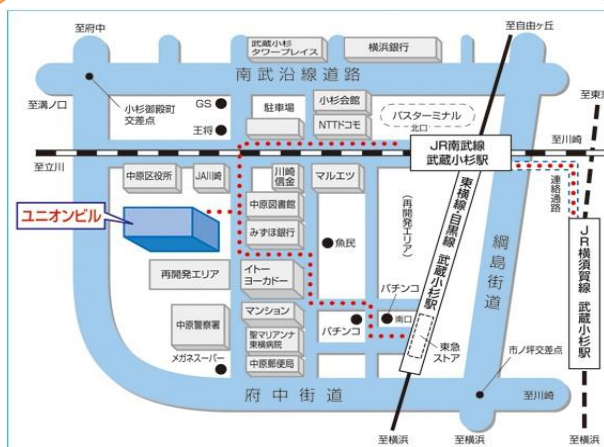 至府中
武蔵小杉
タワープレイス
横浜銀行
至自由ヶ丘
南武沿線道路
至溝ノ口
小杉御殿町
交差点
GS
王将
駐車場
小杉会館
NTTドコモ
バスターミナル
北口
JR南武線
武蔵小杉駅
至川崎
至立川
中原区役所
JA川崎
川崎
信金
マルエツ
連絡通路
ユニオンビル
中原図書館
みずほ銀行
魚民
(再開発エリア)
東横線・目黒線 武蔵小杉駅
綱島街道
JR横須賀線 武蔵小杉駅
再開発エリア
イトー
ヨーカドー
パチンコ
マンション
中原警察署
聖マリアンナ
東横病院
パチンコ
南口
東急
ストア
メガネスーパー
中原郵便局
府中街道
市ノ坪交差点
至川崎
至横浜
至横浜
至横浜